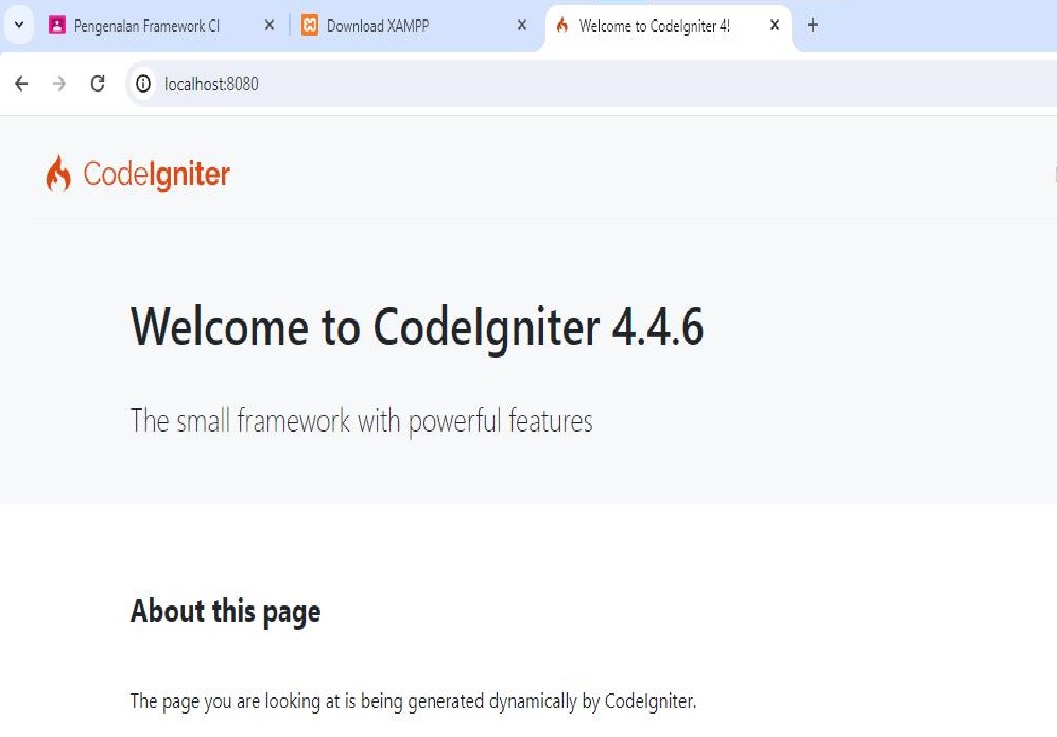 Pengenalan Framework CI
Download XAMPP
Welcome to CodeIgniter 4!
localhost:8080
CodeIgniter
Welcome to CodeIgniter 4.4.6
The small framework with powerful features
About this page
The page you are looking at is being generated dynamically by CodeIgniter.